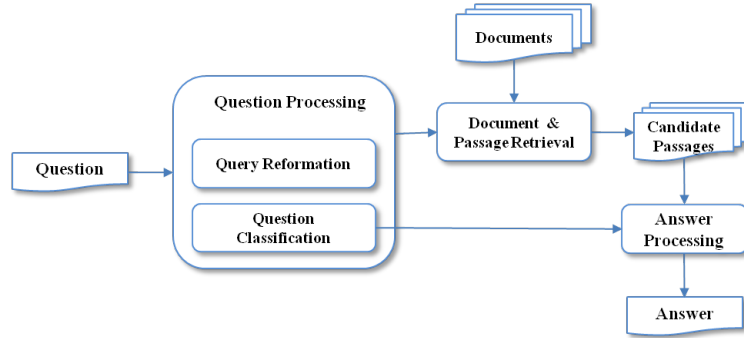 Documents
Question Processing
Document &
Passage Retrieval
Candidate
Passages
Query Reformation
Question
Question
Classification
Answer
Processing
Answer